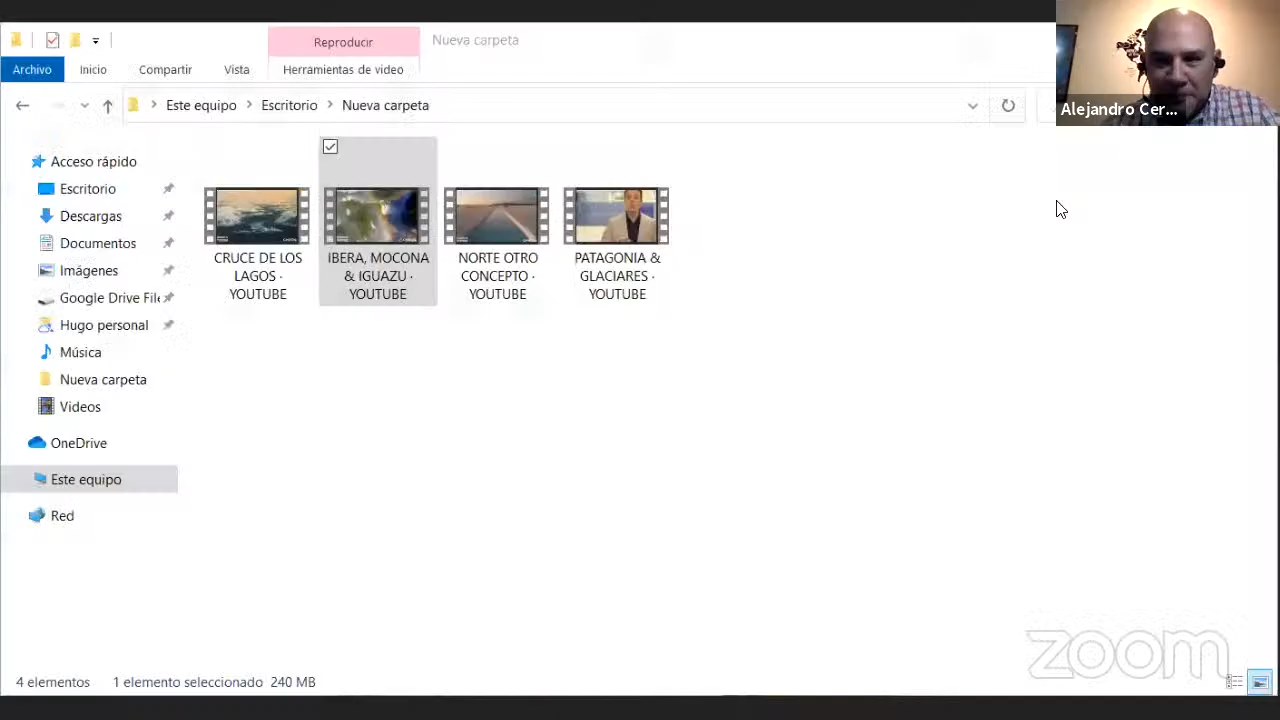 Reproducir
Nueva carpeta
Archivo
Inicio
Compartir
Vista
Herramientas de video
Este equipo
Escritorio
Nueva carpeta
Alejandro Cer...
Acceso rápido
Escritorio
Descargas
Documentos
Imágenes
Google Drive File
Hugo personal
Música
Nueva carpeta
Videos
OneDrive
Este equipo
Red
CRUCE DE LOS
LAGOS ·
YOUTUBE
IBERA, MOCONA
& IGUAZU ·
YOUTUBE
NORTE OTRO
CONCEPTO ·
YOUTUBE
PATAGONIA &
GLACIARES ·
YOUTUBE
4 elementos
1 elemento seleccionado 240 MB
zoom